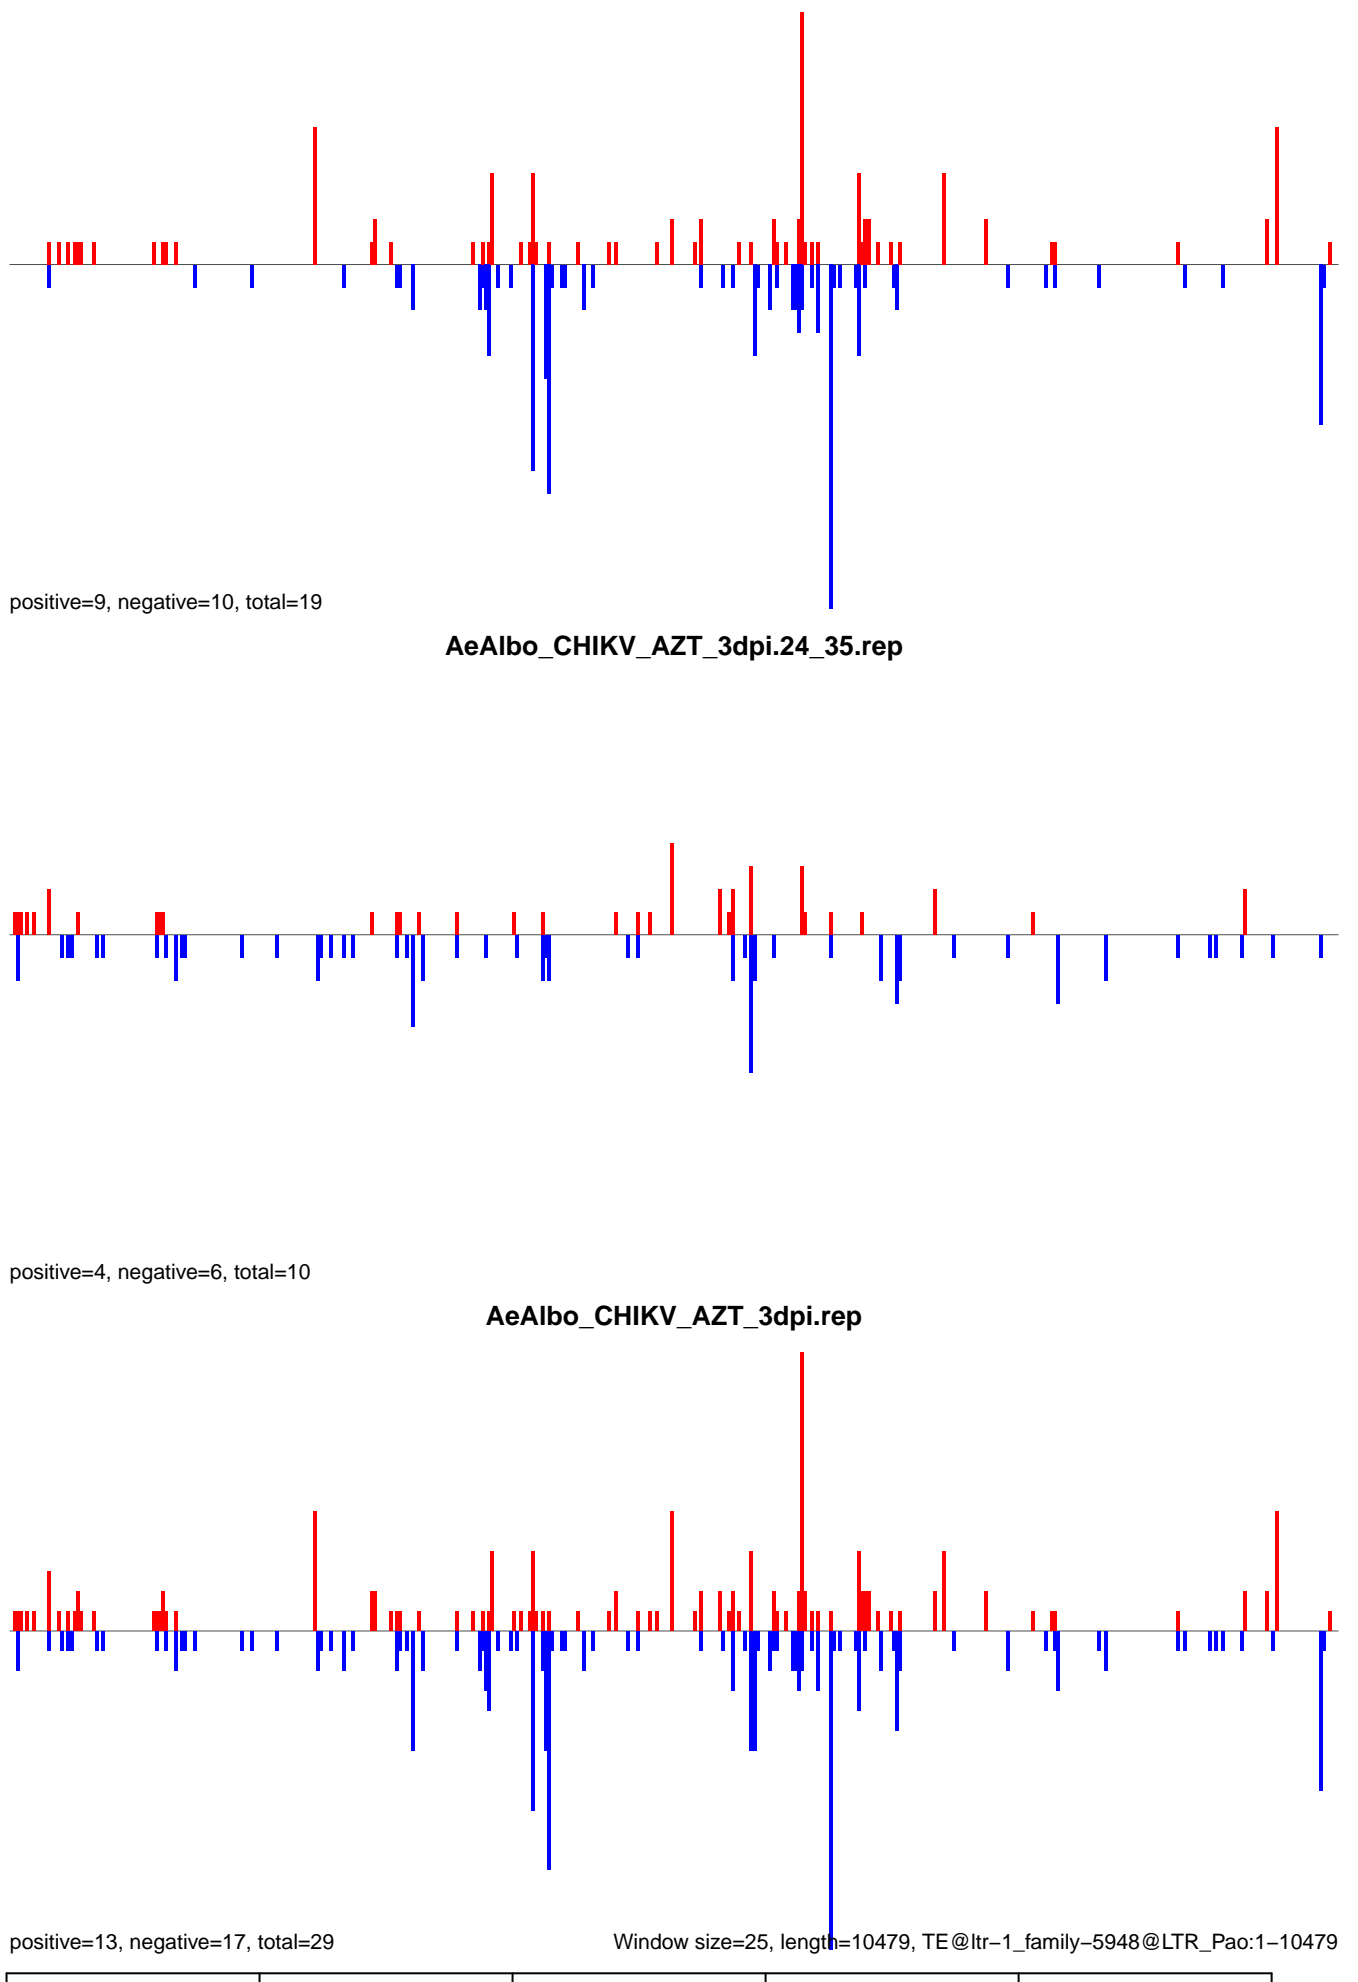 positive=9, negative=10, total=19
AeAlbo_CHIKV_AZT_3dpi.24_35.rep
positive=4, negative=6, total=10
AeAlbo_CHIKV_AZT_3dpi.rep
positive=13, negative=17, total=29
Window size=25, length=10479, TE@ltr−1_family−5948@LTR_Pao:1−10479